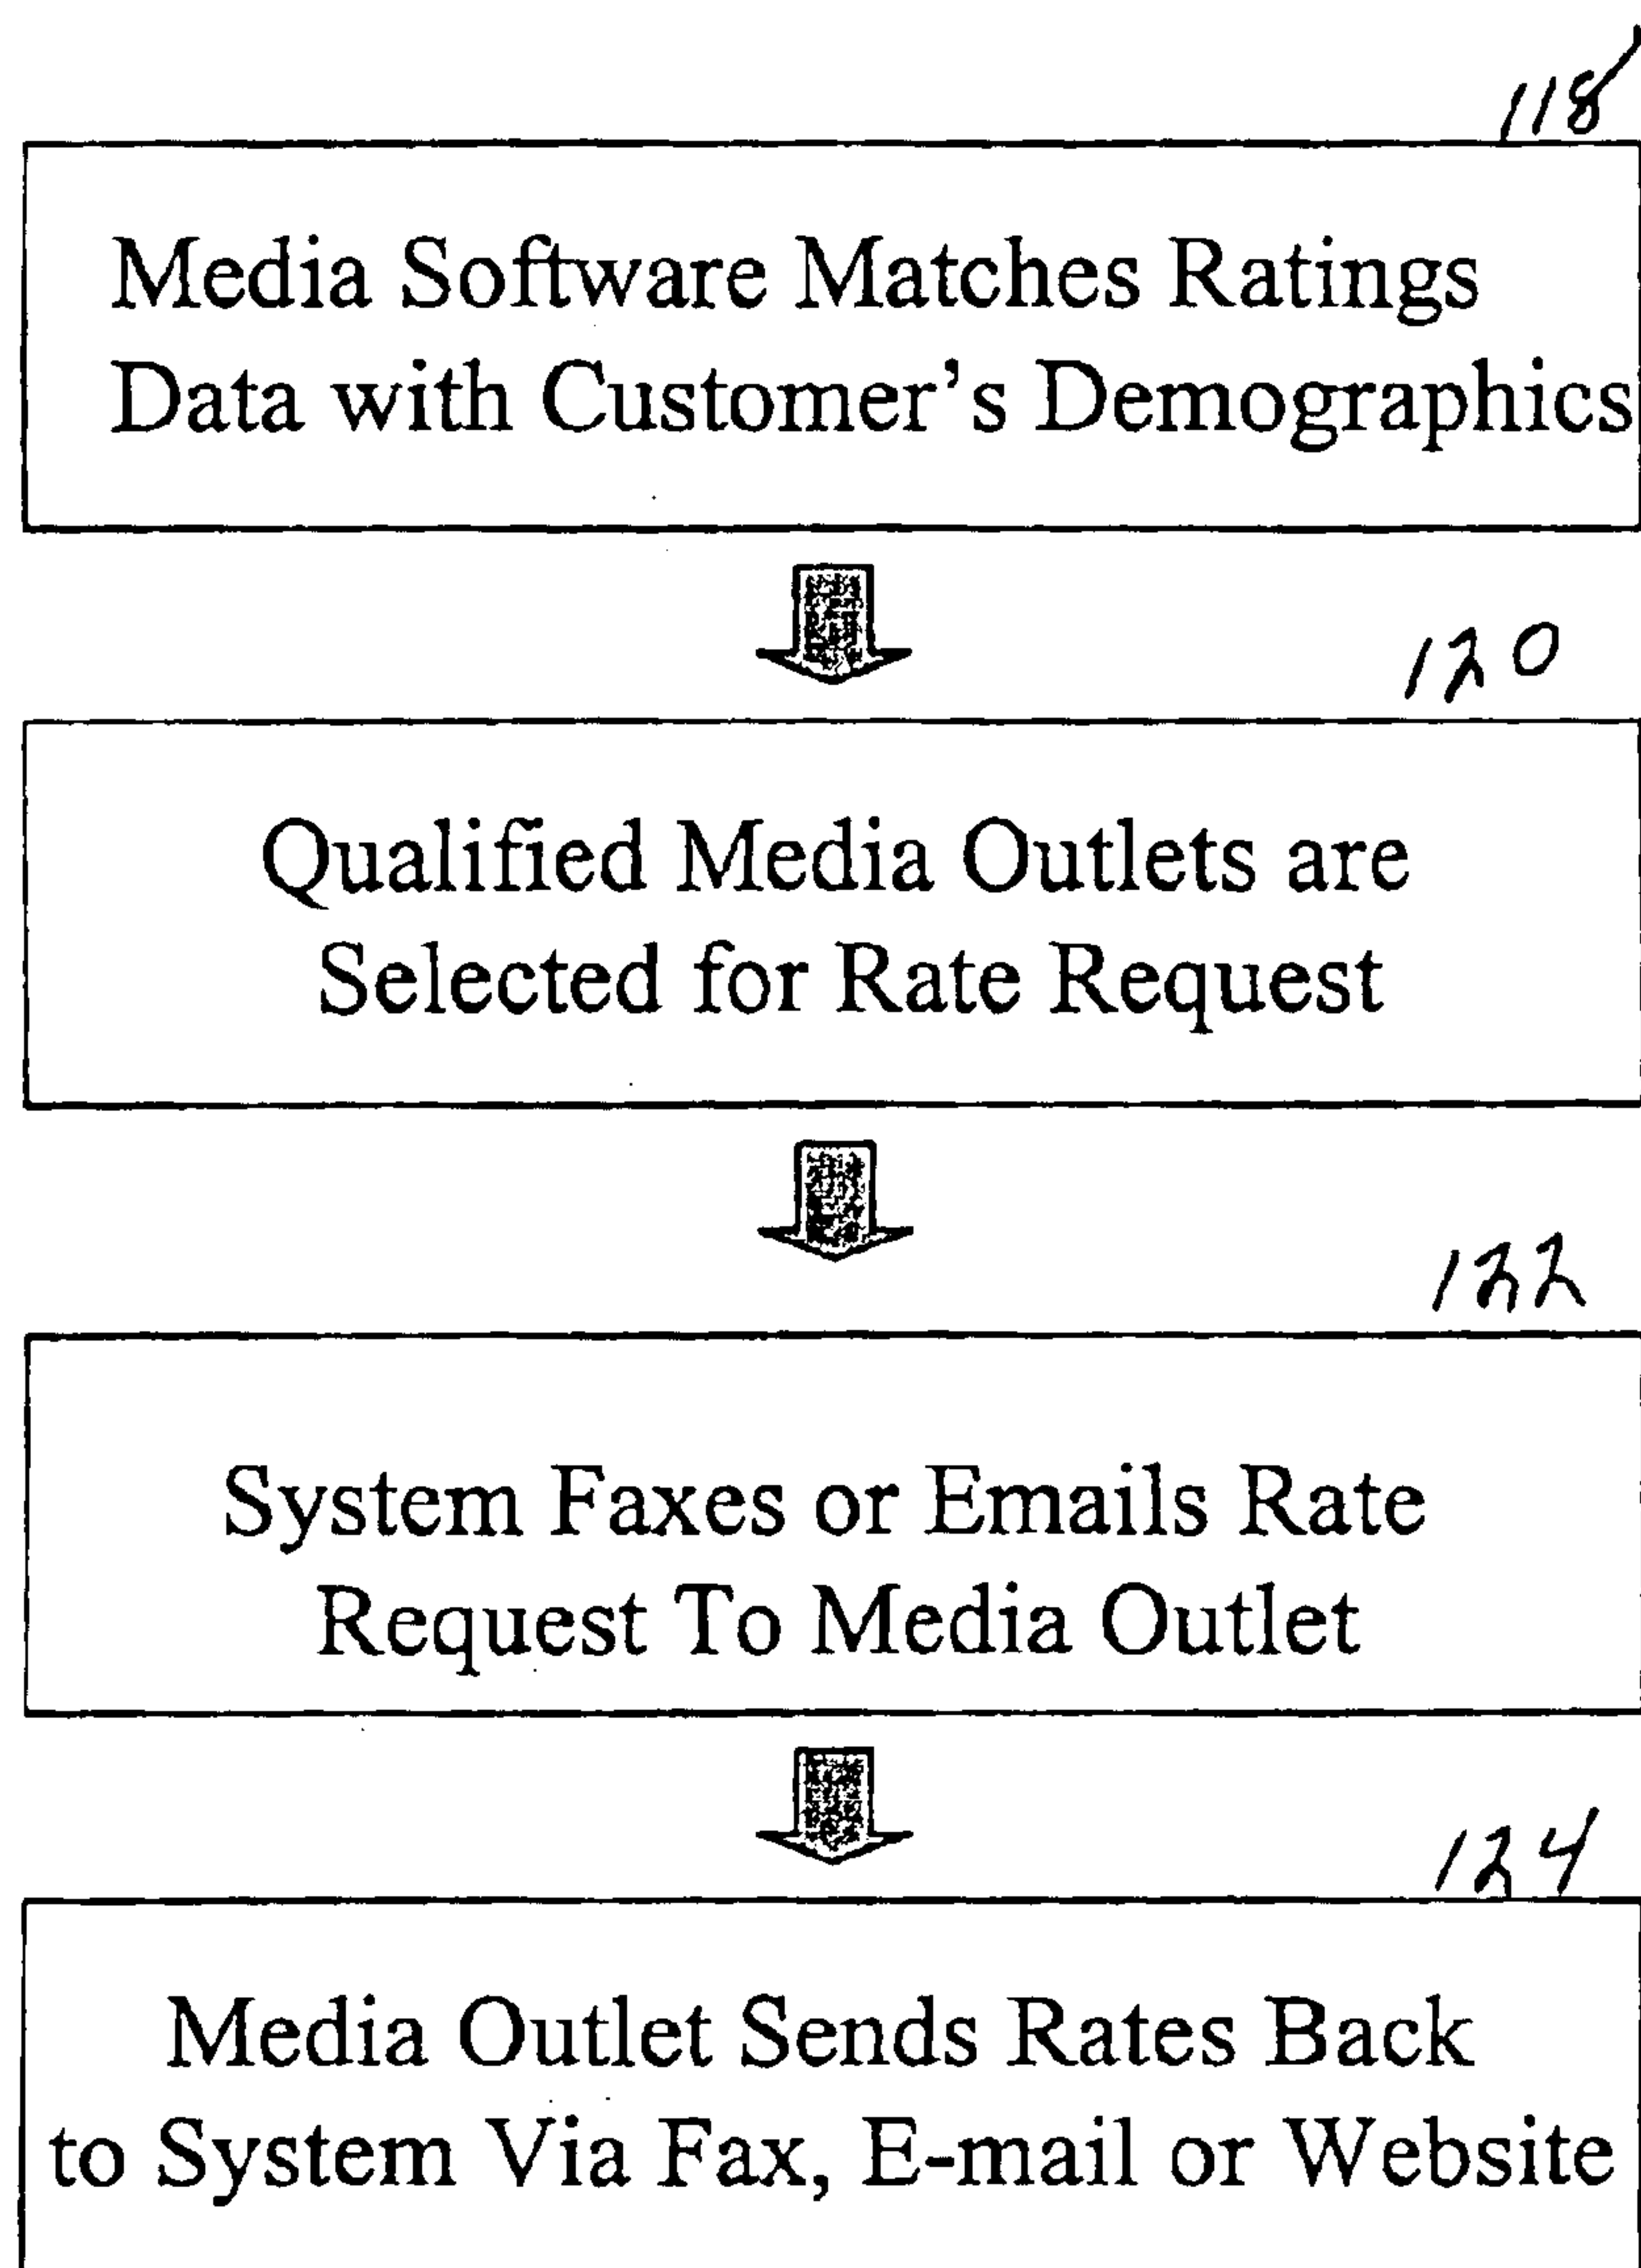 118
Media Software Matches Ratings
Data with Customer's Demographics
120
Qualified Media Outlets are
Selected for Rate Request
122
System Faxes or Emails Rate
Request To Media Outlet
124
Media Outlet Sends Rates Back
to System Via Fax, E-mail or Website